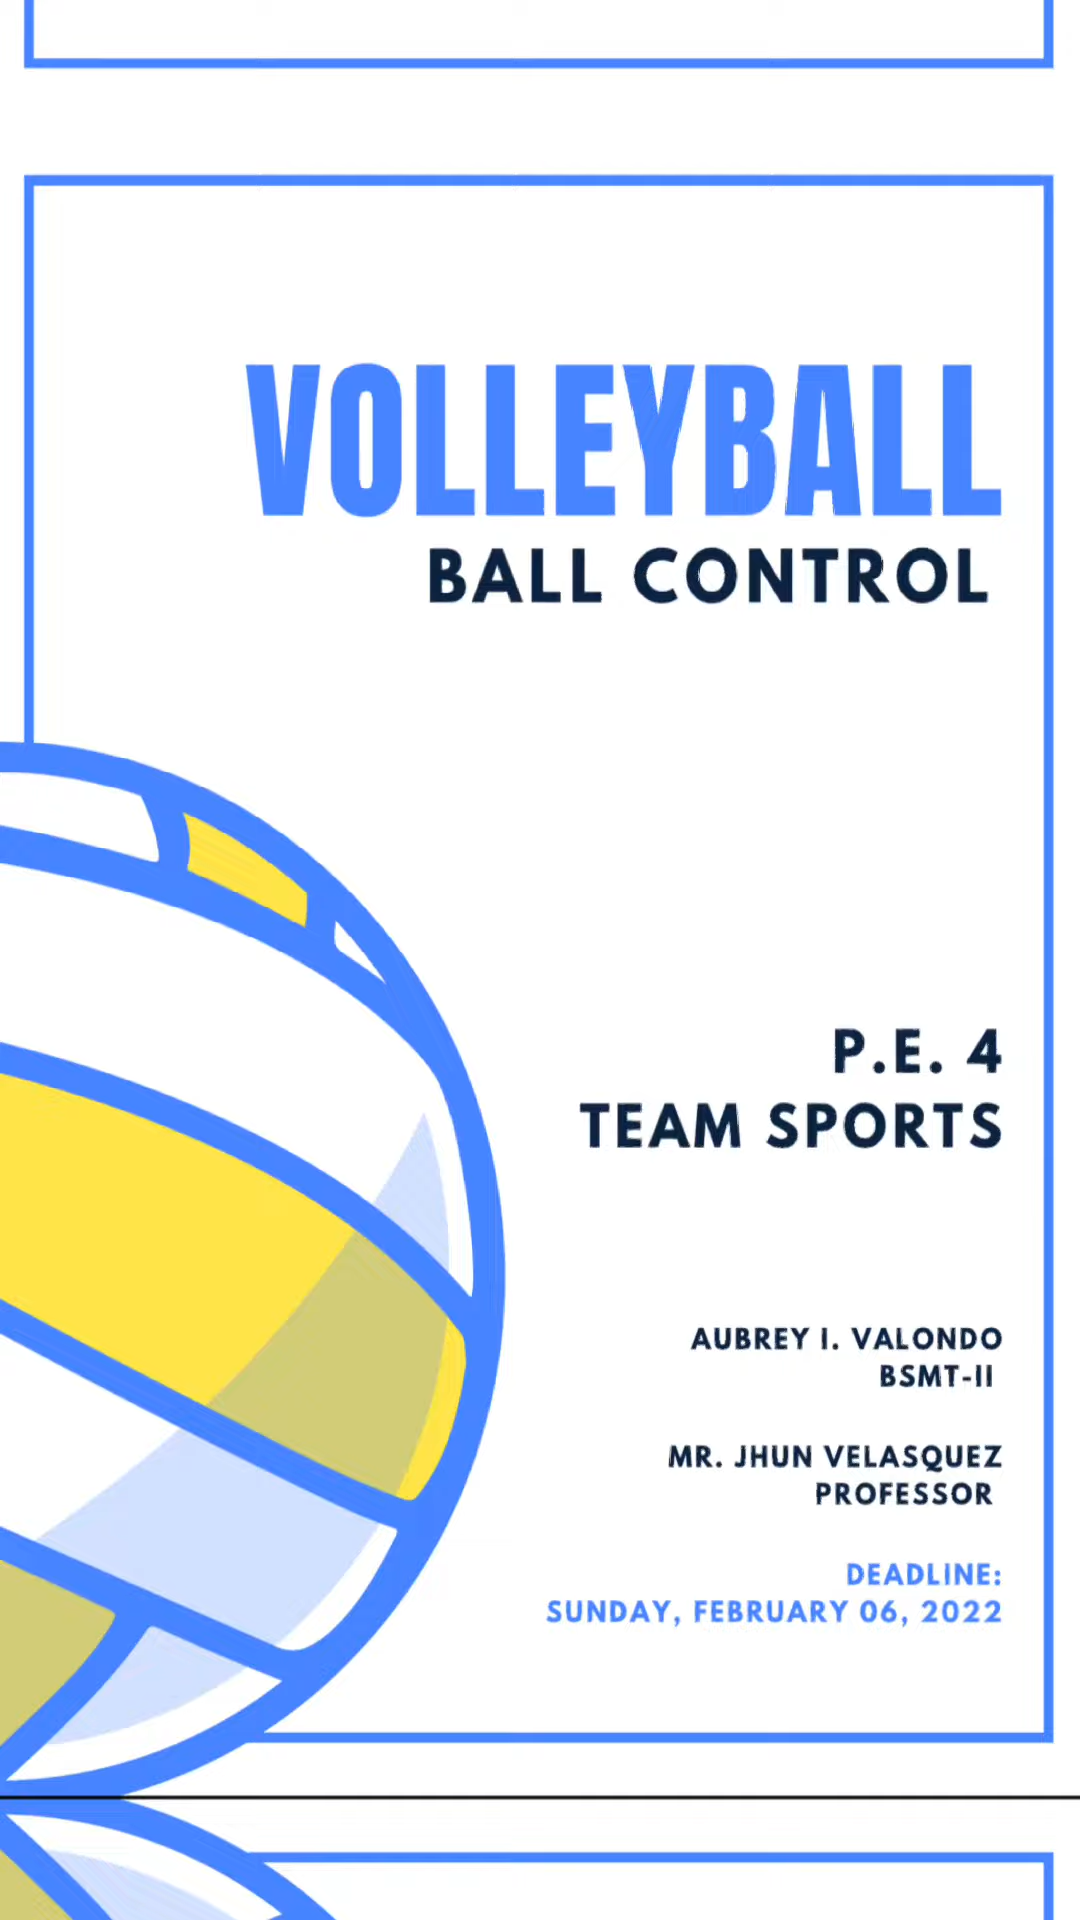 VOLLEYBALL
BALL CONTROL
P.E. 4
TEAM SPORTS
AUBREY I. VALONDO
BSMT-II
MR. JHUN VELASQUEZ
PROFESSOR
DEADLINE:
SUNDAY, FEBRUARY 06, 2022